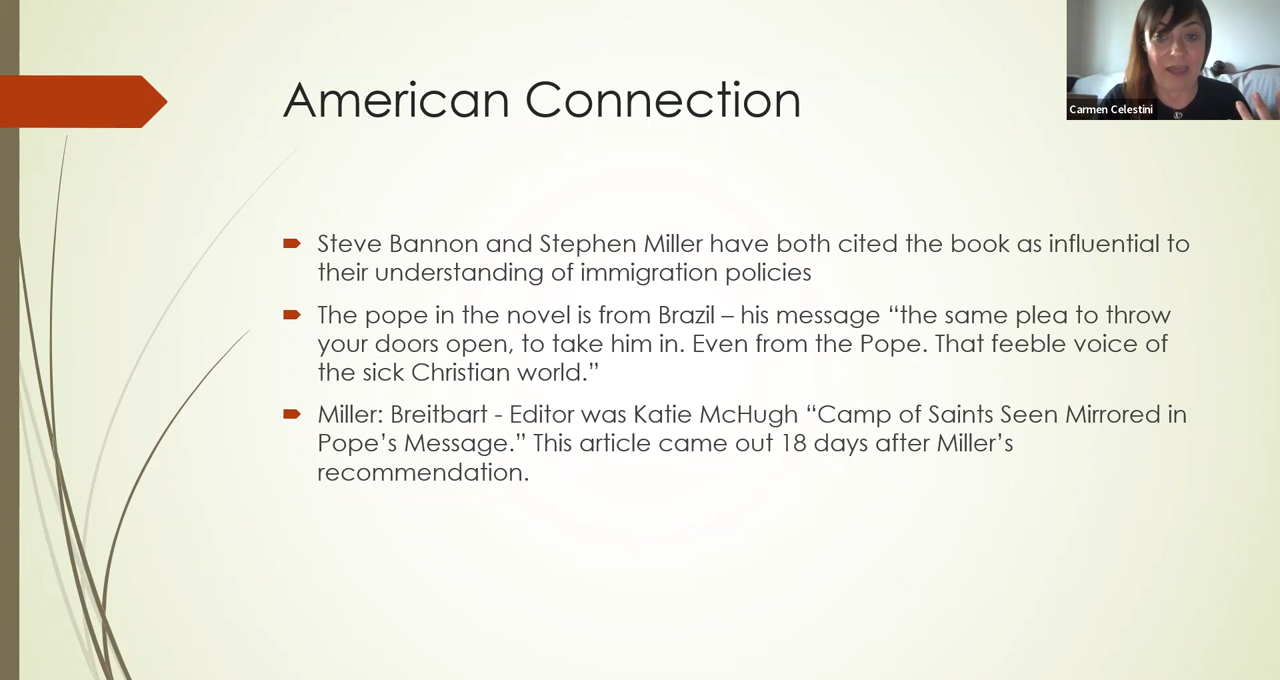 American Connection
Carmen Celestini
Steve Bannon and Stephen Miller have both cited the book as influential to
their understanding of immigration policies
The pope in the novel is from Brazil – his message “the same plea to throw
your doors open, to take him in. Even from the Pope. That feeble voice of
the sick Christian world.”
Miller: Breitbart - Editor was Katie McHugh “Camp of Saints Seen Mirrored in
Pope’s Message.” This article came out 18 days after Miller’s
recommendation.